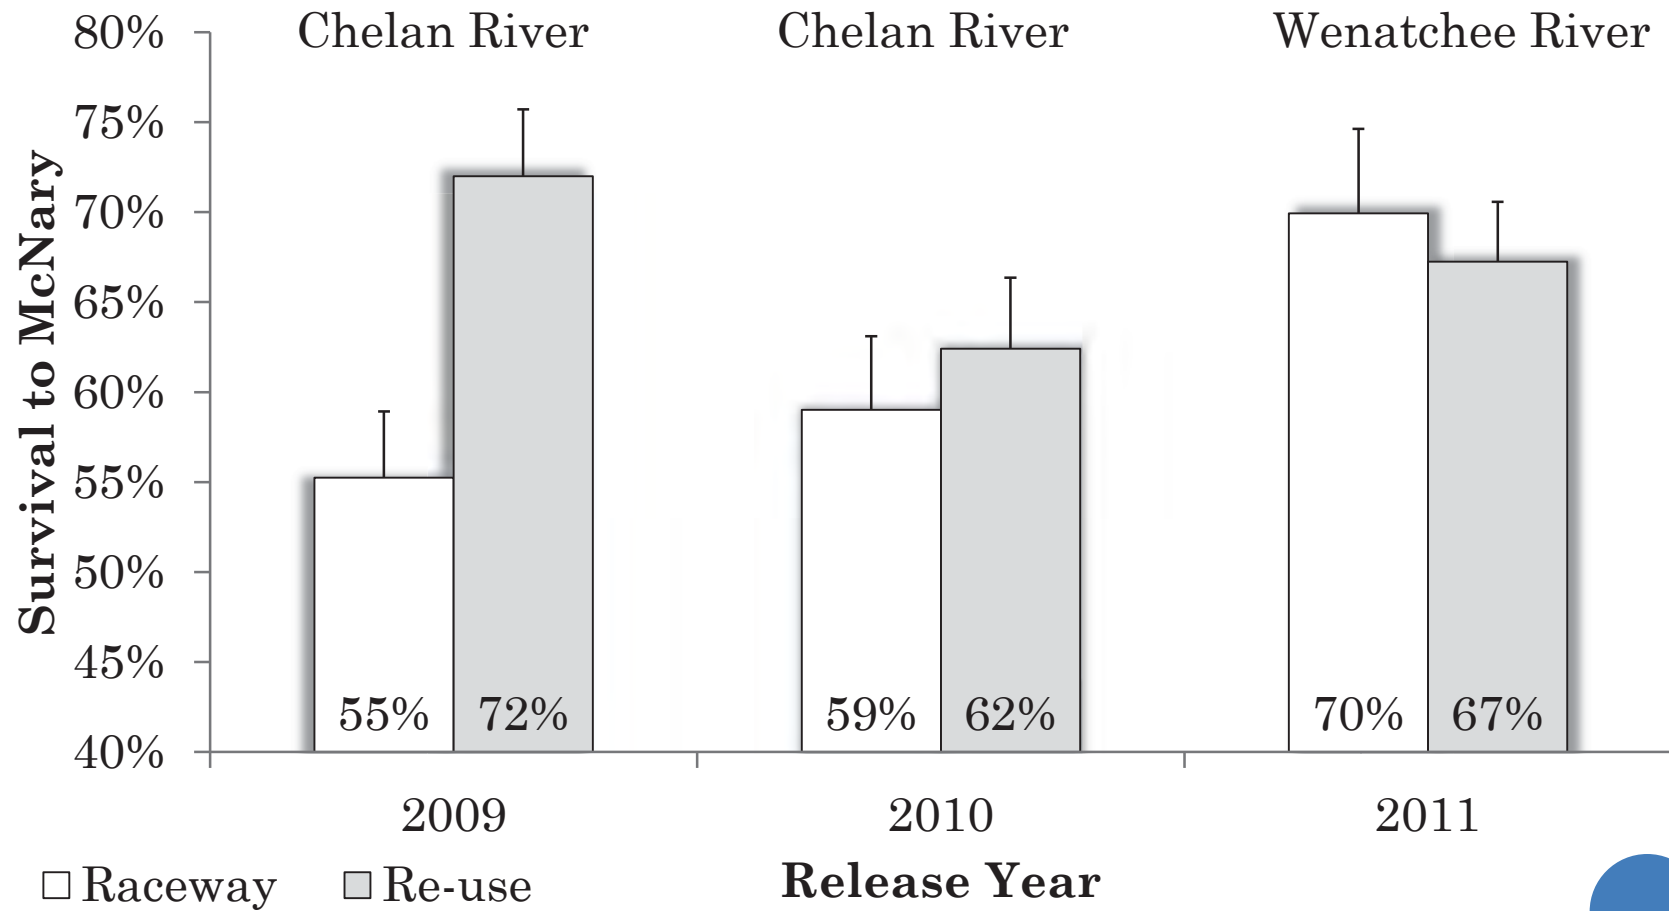 Chelan River
Chelan River
Wenatchee River
Survival to McNary
80%
75%
70%
65%
60%
55%
50%
45%
40%
55%
72%
59%
62%
70%
67%
2009
2010
2011
Release Year
Raceway
Re-use